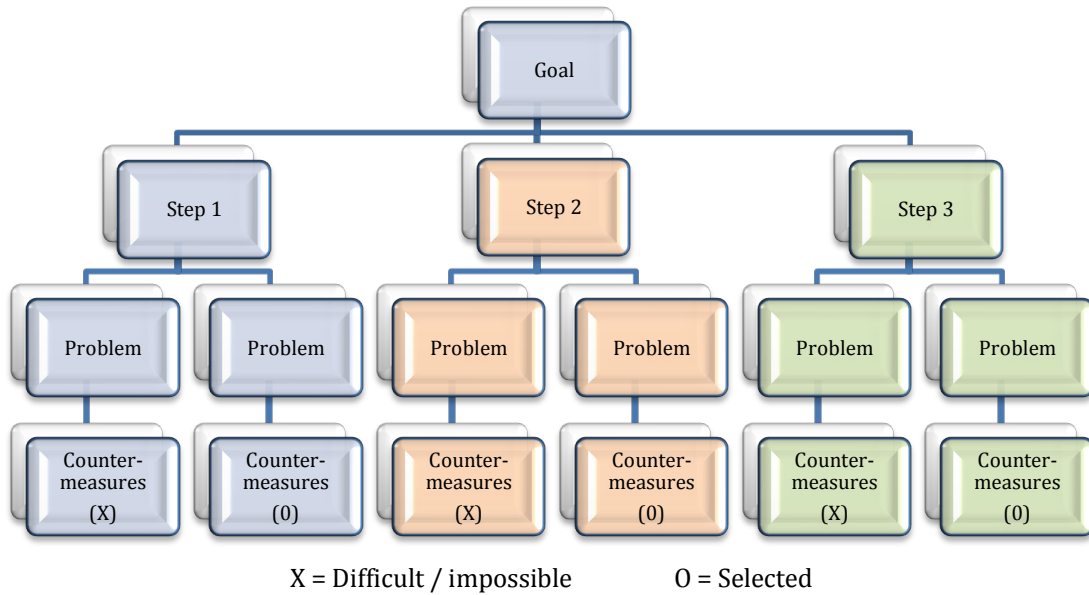 Goal
Step 1
Step 2
Step 3
Problem
Problem
Problem
Problem
Problem
Problem
Counter-
measures
(X)
Counter-
measures
(0)
Counter-
measures
(X)
Counter-
measures
(0)
Counter-
measures
(X)
Counter-
measures
(0)
X = Difficult / impossible
O = Selected